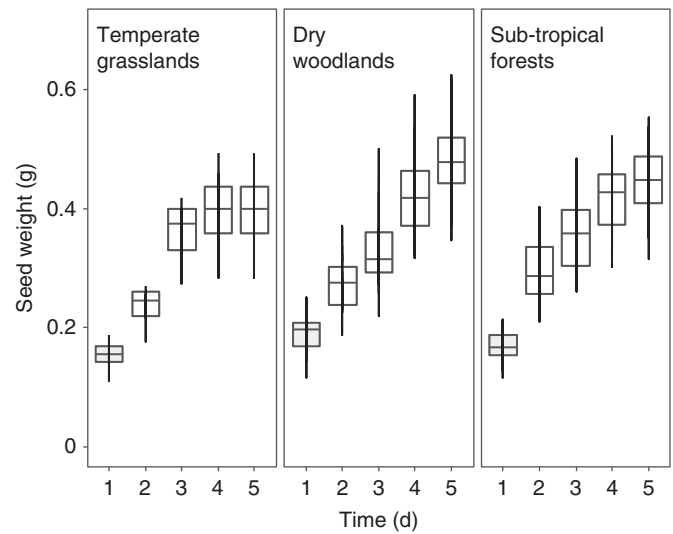 Temperate
grasslands
Dry
woodlands
Sub-tropical
forests
Seed weight (g)
0.6
0.4
0.2
0
1 2 3 4 5
1 2 3 4 5
1 2 3 4 5
Time (d)